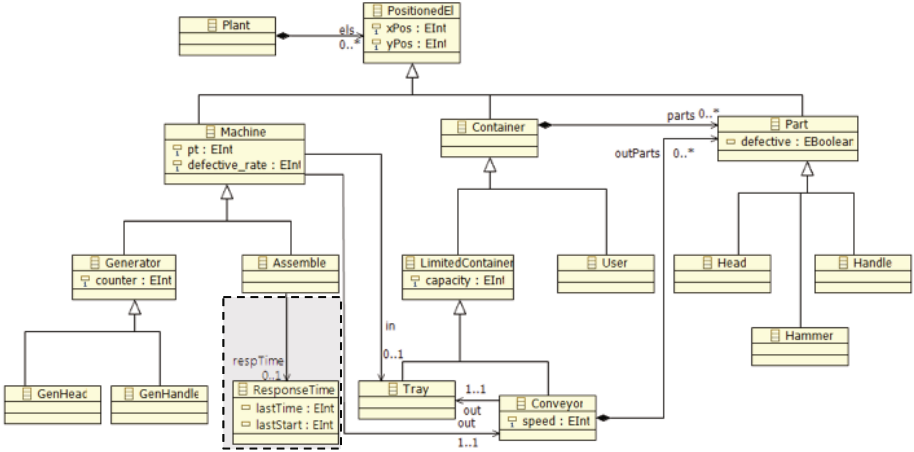 PositionedEl
xPos : EInt
yPos : EInt
Plant
els
0..*
Machine
pt : EInt
defective_rate : EInt
Container
parts 0..*
Part
defective : EBoolear
outParts 0..*
Generator
counter : EInt
Assemble
LimitedContainer
capacity : EInt
User
Head
Handle
Hammer
in
0..1
respTime
0..1
GenHead
GenHandle
ResponseTime
lastTime : EInt
lastStart : EInt
Tray
1..1
out
out
1..1
Conveyor
speed : EInt